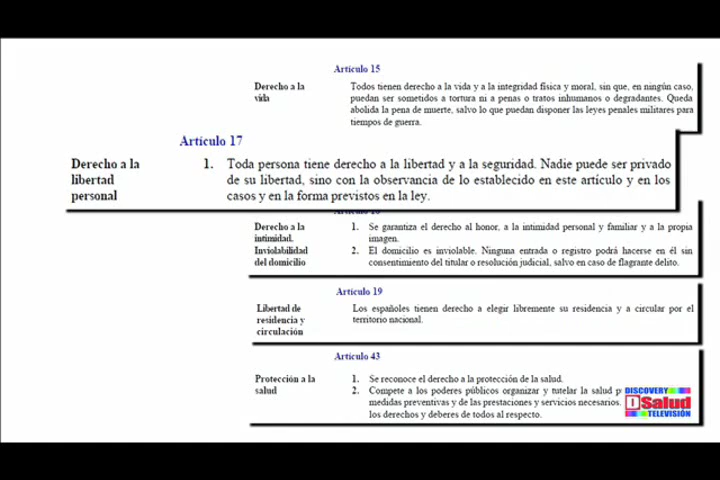 Artículo 15
Derecho a la
vida
Todos tienen derecho a la vida y a la integridad física y moral, sin que, en ningún caso,
puedan ser sometidos a tortura ni a penas o tratos inhumanos o degradantes. Queda
abolida la pena de muerte, salvo lo que puedan disponer las leyes penales militares para
tiempos de guerra.
Artículo 17
Derecho a la
libertad
personal
1. Toda persona tiene derecho a la libertad y a la seguridad. Nadie puede ser privado
de su libertad, sino con la observancia de lo establecido en este artículo y en los
casos y en la forma previstos en la ley.
Derecho a la
intimidad.
Inviolabilidad
del domicilio
1. Se garantiza el derecho al honor, a la intimidad personal y familiar y a la propia
imagen.
2. El domicilio es inviolable. Ninguna entrada o registro podrá hacerse en él sin
consentimiento del titular o resolución judicial, salvo en caso de flagrante delito.
Artículo 19
Libertad de
residencia y
circulación
Los españoles tienen derecho a elegir libremente su residencia y a circular por el
territorio nacional.
Artículo 43
Protección a la
salud
1. Se reconoce el derecho a la protección de la salud.
2. Compete a los poderes públicos organizar y tutelar la salud p
medidas preventivas y de las prestaciones y servicios necesarios.
los derechos y deberes de todos al respecto.
DISCOVERY
DSalud
TELEVISIÓN